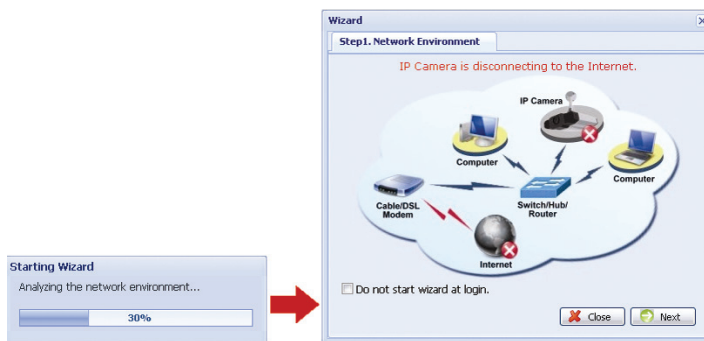 Starting Wizard
Analyzing the network environment...
30%
Wizard
Step1. Network Environment
IP Camera is disconnecting to the Internet.
IP Camera
Computer
Computer
Cable/DSL
Modem
Switch/Hub/
Router
Internet
Do not start wizard at login.
Close
Next